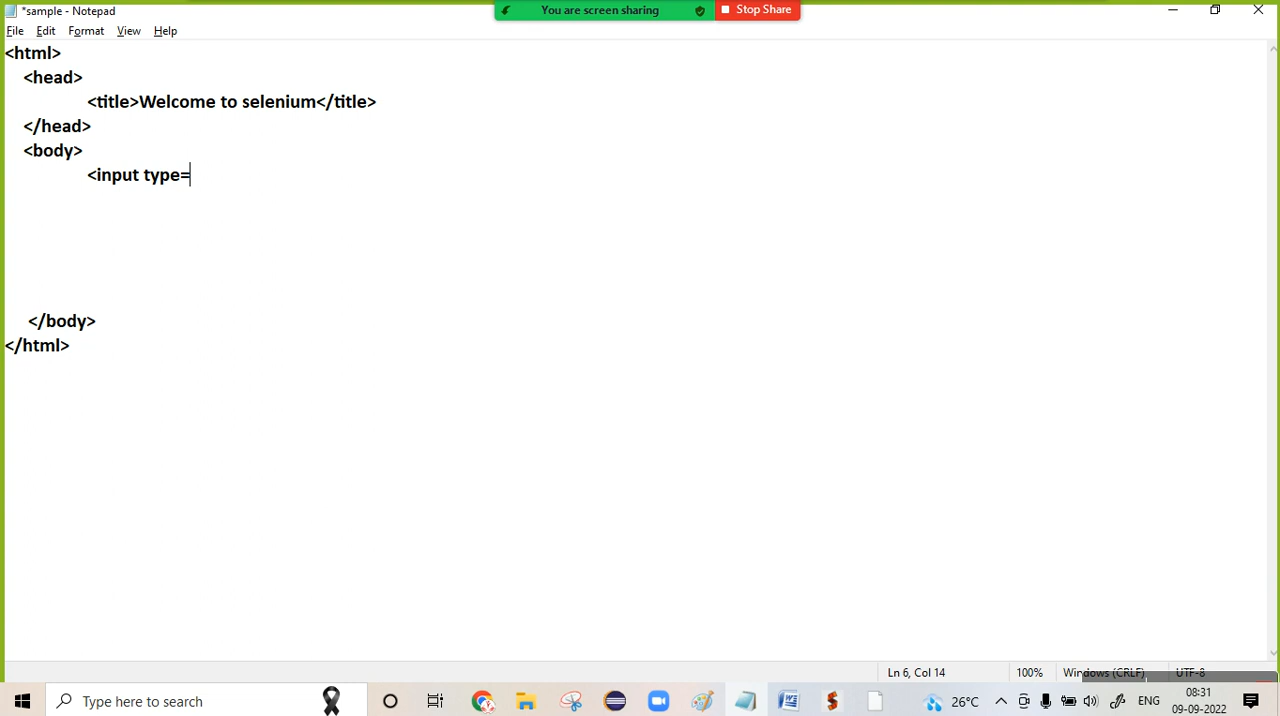 *sample - Notepad
You are screen sharing
Stop Share
File Edit Format View Help
<html>
<head>
<title>Welcome to selenium</title>
</head>
<body>
<input type=
</body>
</html>
Ln 6, Col 14
100%
Windows (CRLF)
UTF-8
Type here to search
26°C
ENG
08:31
09-09-2022